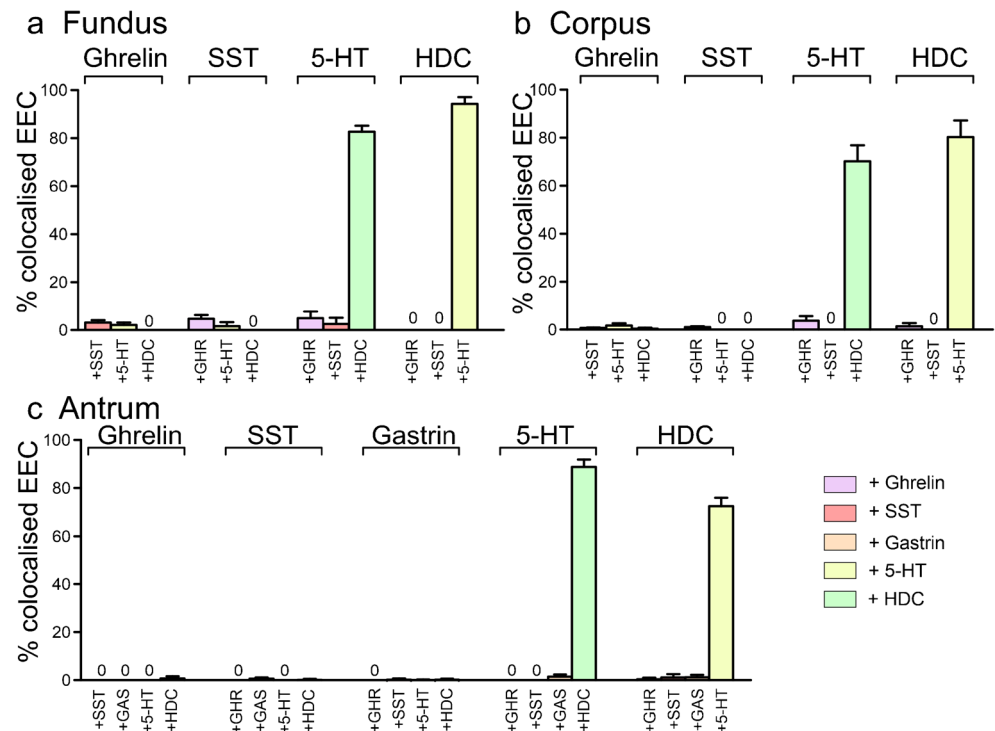 a Fundus
Ghrelin SST 5-HT HDC
% colocalised EEC
100
80
60
40
20
0
0 0 0 0
+SST +5-HT +HDC +GHR +5-HT +HDC +GHR +SST +HDC +GHR +SST +5-HT
b Corpus
Ghrelin SST 5-HT HDC
% colocalised EEC
100
80
60
40
20
0
0 0 0 0
+SST +5-HT +HDC +GHR +5-HT +HDC +GHR +SST +HDC +GHR +SST +5-HT
c Antrum
Ghrelin SST Gastrin 5-HT HDC
% colocalised EEC
100
80
60
40
20
0
0 0 0 0 0 0 0 0
+SST +GAS +5-HT +HDC +GHR +GAS +5-HT +HDC +GHR +SST +5-HT +HDC +GHR +SST +GAS +HDC +GHR +SST +GAS +5-HT
+ Ghrelin
+ SST
+ Gastrin
+ 5-HT
+ HDC